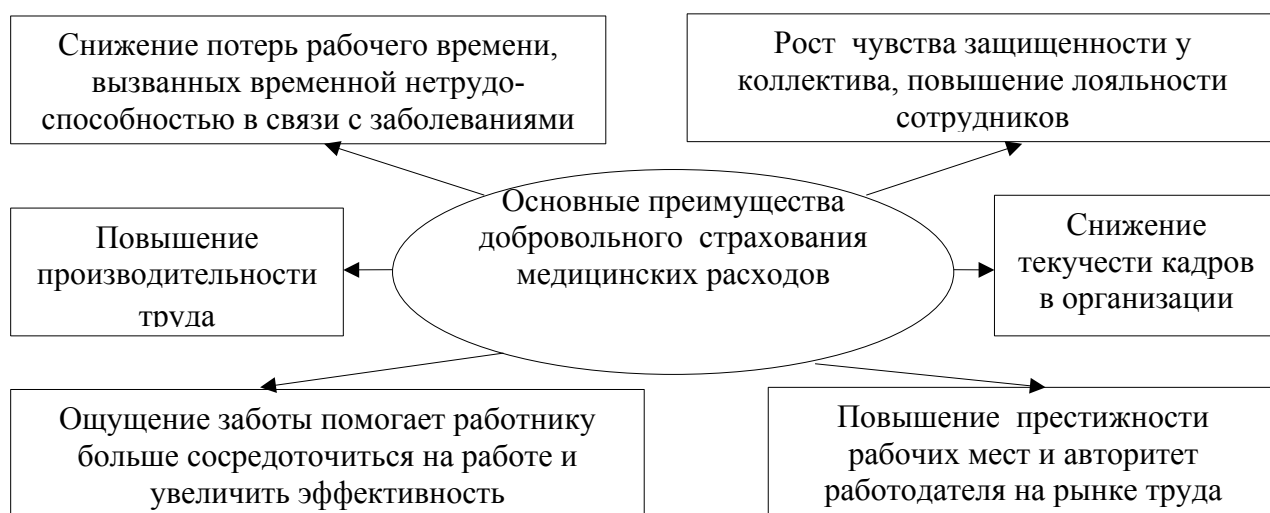 Снижение потерь рабочего времени,
вызванных временной нетрудо-
способностью в связи с заболеваниями
Рост чувства защищенности у
коллектива, повышение лояльности
сотрудников
Основные преимущества
добровольного страхования
медицинских расходов
Повышение
производительности
труда
Снижение
текучести кадров
в организации
Ощущение заботы помогает работнику
больше сосредоточиться на работе и
увеличить эффективность
Повышение престижности
рабочих мест и авторитет
работодателя на рынке труда